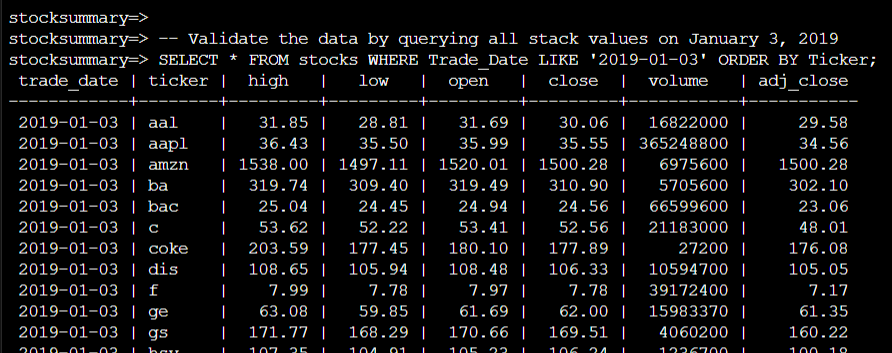 stocksummary=>
stocksummary=> -- Validate the data by querying all stack values on January 3, 2019
stocksummary=> SELECT * FROM stocks WHERE Trade_Date LIKE '2019-01-03' ORDER BY Ticker;
trade_date | ticker | high | low | open | close | volume | adj_close
-----------+--------+---------+---------+---------+---------+-----------+-----------
2019-01-03 | aal | 31.85 | 28.81 | 31.69 | 30.06 | 16822000 | 29.58
2019-01-03 | aapl | 36.43 | 35.50 | 35.99 | 35.55 | 365248800 | 34.56
2019-01-03 | amzn | 1538.00 | 1497.11 | 1520.01 | 1500.28 | 6975600 | 1500.28
2019-01-03 | ba | 319.74 | 309.40 | 319.49 | 310.90 | 5705600 | 302.10
2019-01-03 | bac | 25.04 | 24.45 | 24.94 | 24.56 | 66599600 | 23.06
2019-01-03 | c | 53.62 | 52.22 | 53.41 | 52.56 | 21183000 | 48.01
2019-01-03 | coke | 203.59 | 177.45 | 180.10 | 177.89 | 27200 | 176.08
2019-01-03 | dis | 108.65 | 105.94 | 108.48 | 106.33 | 10594700 | 105.05
2019-01-03 | f | 7.99 | 7.78 | 7.97 | 7.78 | 39172400 | 7.17
2019-01-03 | ge | 63.08 | 59.85 | 61.69 | 62.00 | 15983370 | 61.35
2019-01-03 | gs | 171.77 | 168.29 | 170.66 | 169.51 | 4060200 | 160.22